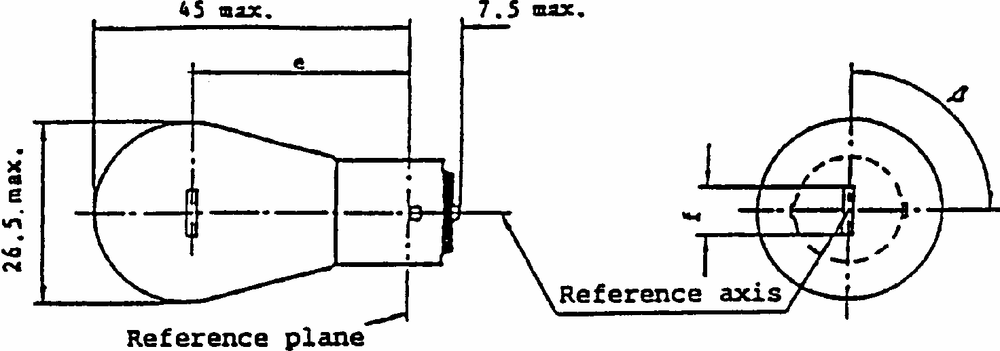 45 max.
7.5 max.
e
26.5 max.
f
Reference axis
Reference plane